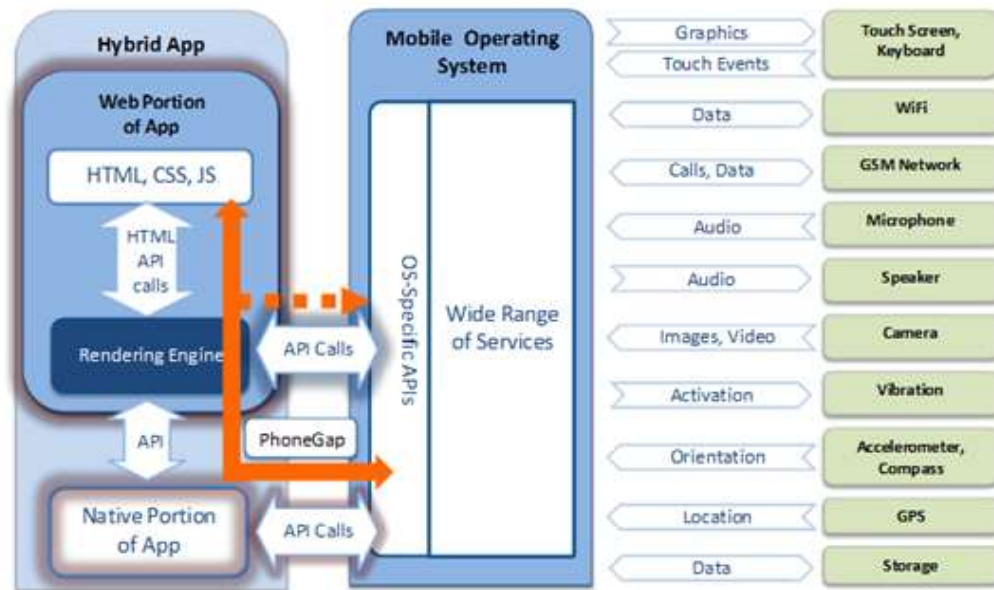 Hybrid App
Web Portion
of App
HTML, CSS, JS
HTML
API
calls
Rendering Engine
API
Native Portion
of App
API Calls
PhoneGap
API Calls
Mobile Operating
System
OS-Specific APIs
Wide Range
of Services
Graphics
Touch Events
Touch Screen,
Keyboard
Data
WiFi
Calls, Data
GSM Network
Audio
Microphone
Audio
Speaker
Images, Video
Camera
Activation
Vibration
Orientation
Accelerometer,
Compass
Location
GPS
Data
Storage